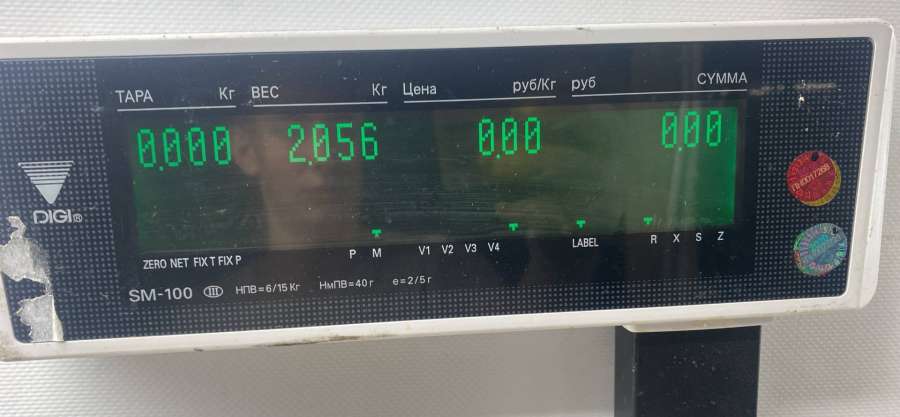 ТАРА Кг ВЕС Кг Цена руб/Кг руб СУММА
0.000 2.056 0.00 0.00
DIGI®
P M V1 V2 V3 V4 LABEL R X S Z
ZERO NET FIX T FIX P
SM-100 III НПВ=6/15 Кг НмПВ=40 г е=2/5 г